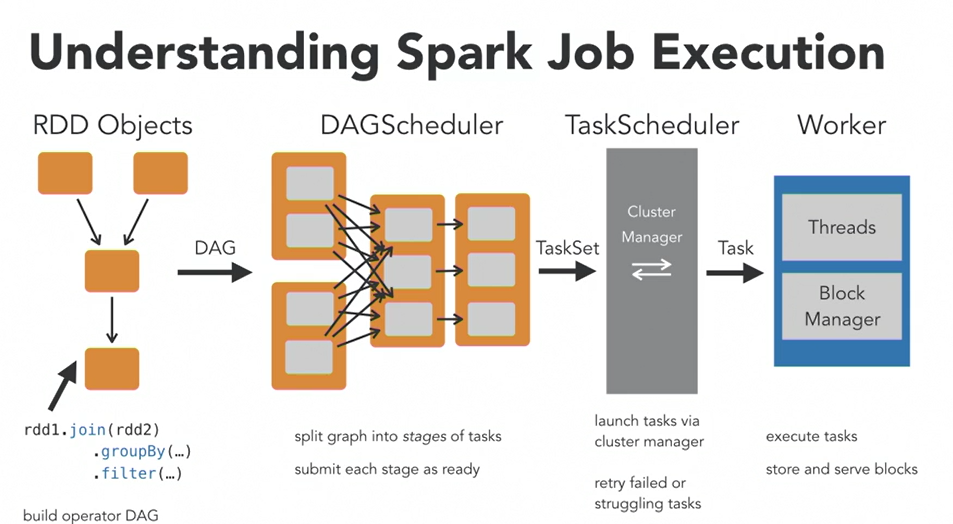 Understanding Spark Job Execution
RDD Objects
DAG
rdd1.join(rdd2)
.groupBy(…)
.filter(…)
build operator DAG
DAGScheduler
split graph into stages of tasks
submit each stage as ready
TaskSet
TaskScheduler
Cluster
Manager
launch tasks via
cluster manager
retry failed or
struggling tasks
Task
Worker
Threads
Block
Manager
execute tasks
store and serve blocks